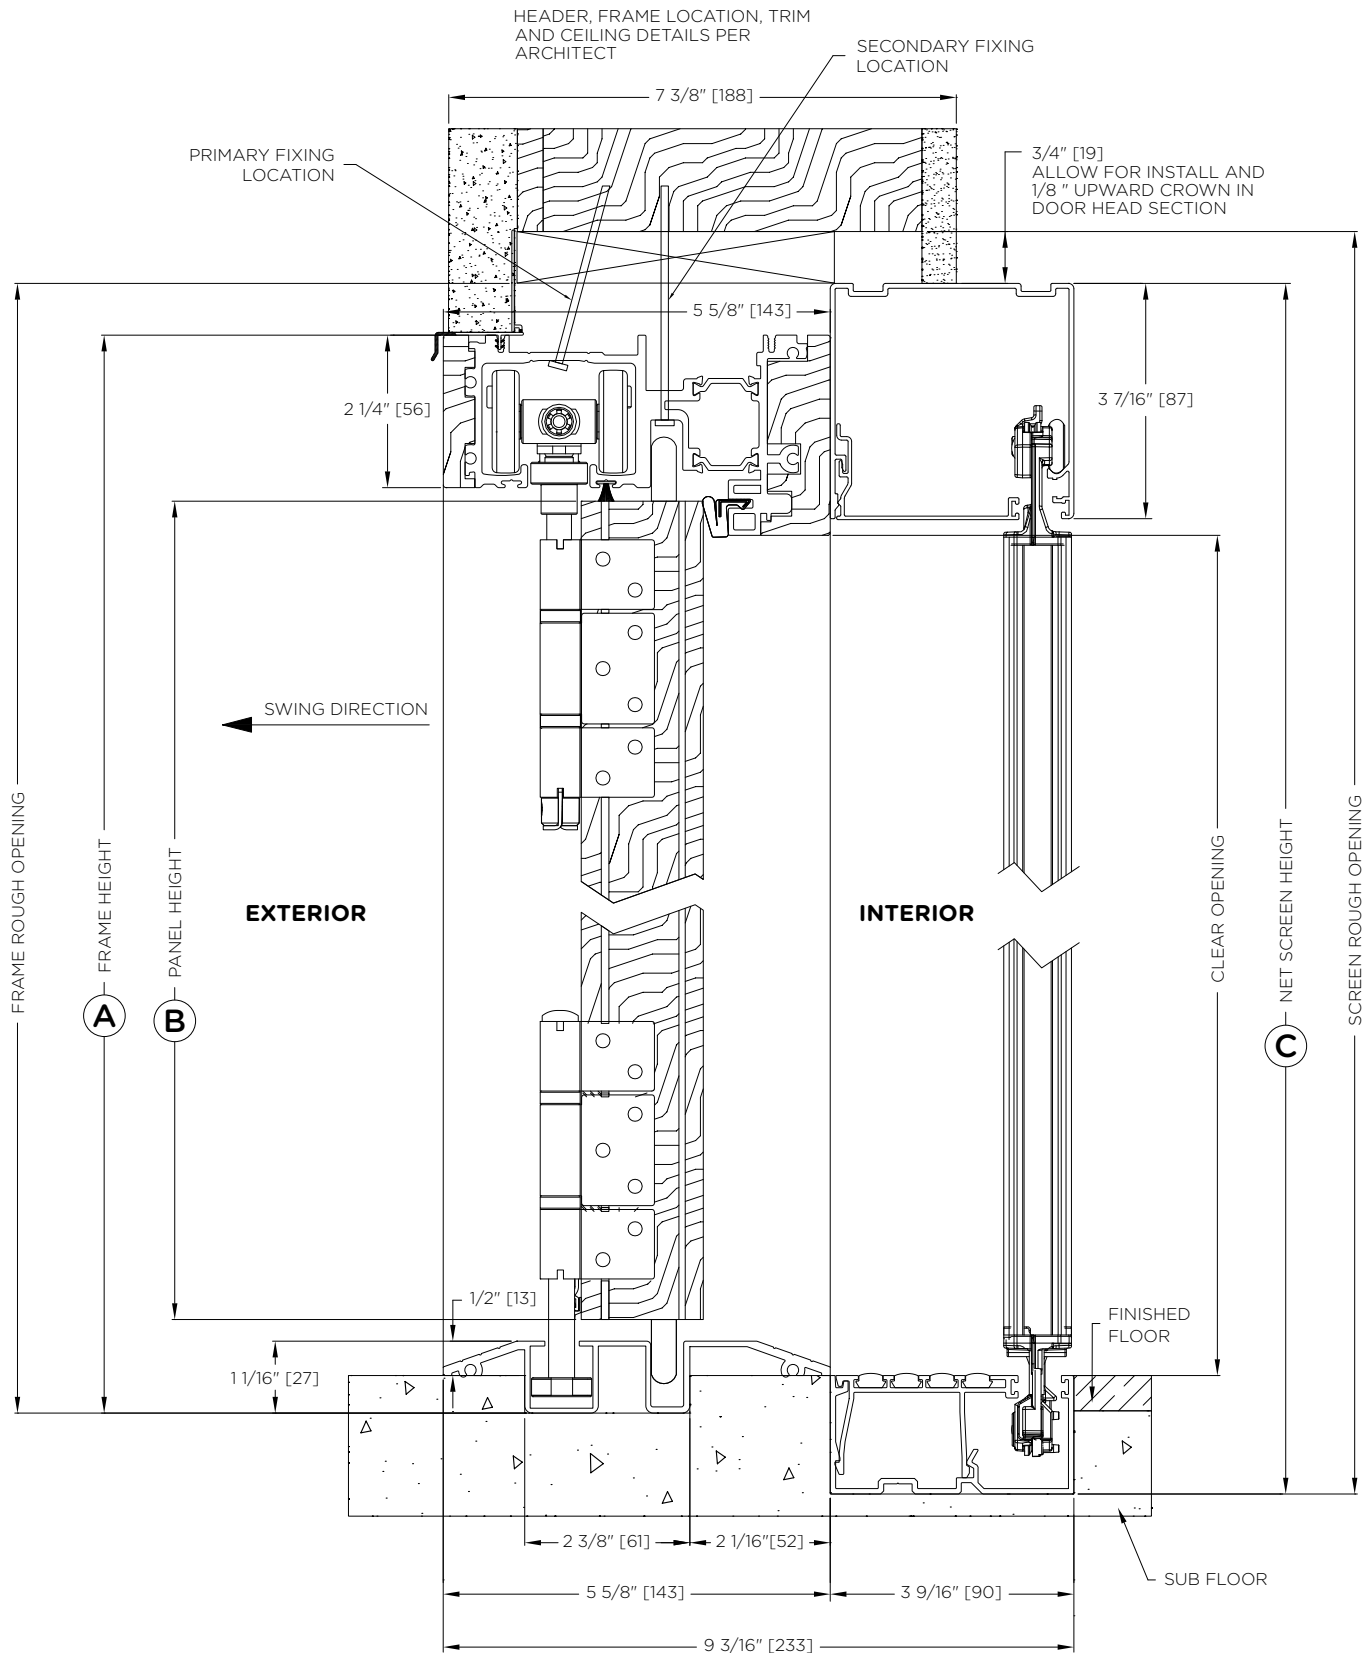 HEADER, FRAME LOCATION, TRIM
AND CEILING DETAILS PER
ARCHITECT
SECONDARY FIXING
LOCATION
7 3/8" [188]
PRIMARY FIXING
LOCATION
3/4" [19]
ALLOW FOR INSTALL AND
1/8 " UPWARD CROWN IN
DOOR HEAD SECTION
5 5/8" [143]
2 1/4" [56]
3 7/16" [87]
SWING DIRECTION
FRAME ROUGH OPENING
FRAME HEIGHT
A
PANEL HEIGHT
B
EXTERIOR
INTERIOR
CLEAR OPENING
NET SCREEN HEIGHT
C
SCREEN ROUGH OPENING
1/2" [13]
1 1/16" [27]
FINISHED
FLOOR
2 3/8" [61]
2 1/16"[52]
SUB FLOOR
5 5/8" [143]
3 9/16" [90]
9 3/16" [233]